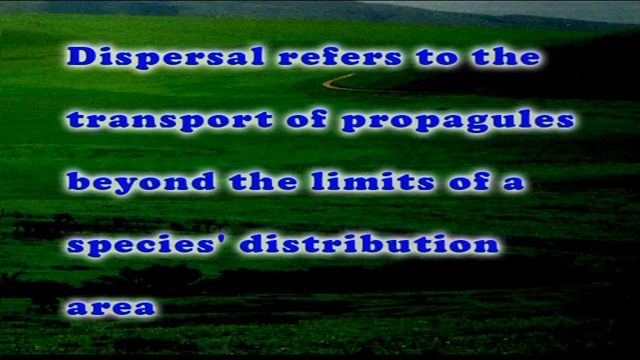 Dispersal refers to the
transport of propagules
beyond the limits of a
species' distribution
area